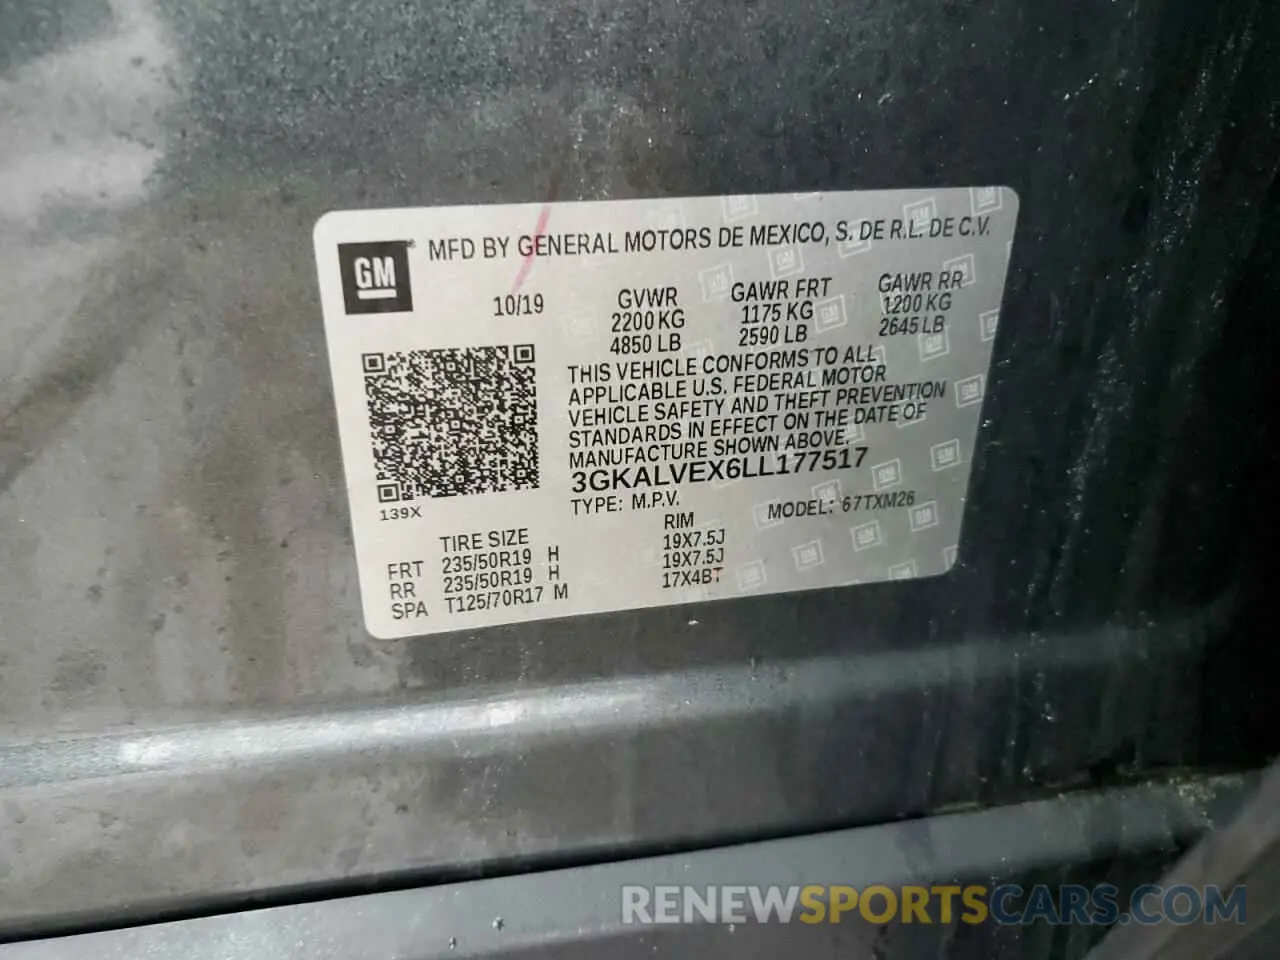 GM ® MFD BY GENERAL MOTORS DE MEXICO, S. DE R.L. DE C.V.
10/19 GVWR GAWR FRT GAWR RR
2200 KG 1175 KG 1200 KG
4850 LB 2590 LB 2645 LB
THIS VEHICLE CONFORMS TO ALL
APPLICABLE U.S. FEDERAL MOTOR
VEHICLE SAFETY AND THEFT PREVENTION
STANDARDS IN EFFECT ON THE DATE OF
MANUFACTURE SHOWN ABOVE.
3GKALVEX6LL177517
139X TYPE: M.P.V. MODEL: 67TXM26
TIRE SIZE RIM
FRT 235/50R19 H 19X7.5J
RR 235/50R19 H 19X7.5J
SPA T125/70R17 M 17X4BT
RENEWSPORTSCARS.COM